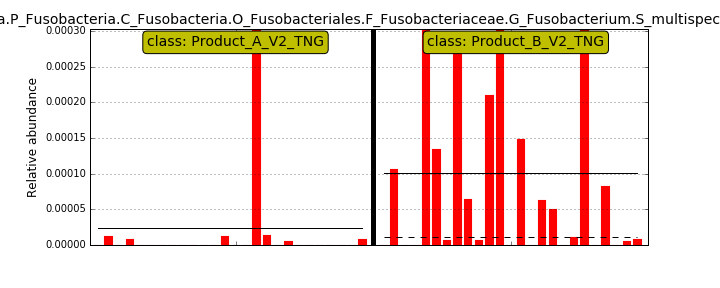 a.P_Fusobacteria.C_Fusobacteria.O_Fusobacteriales.F_Fusobacteriaceae.G_Fusobacterium.S_multispec
0.00030
class: Product_A_V2_TNG class: Product_B_V2_TNG
0.00025
0.00020
0.00015
0.00010
0.00005
0.00000
Relative abundance